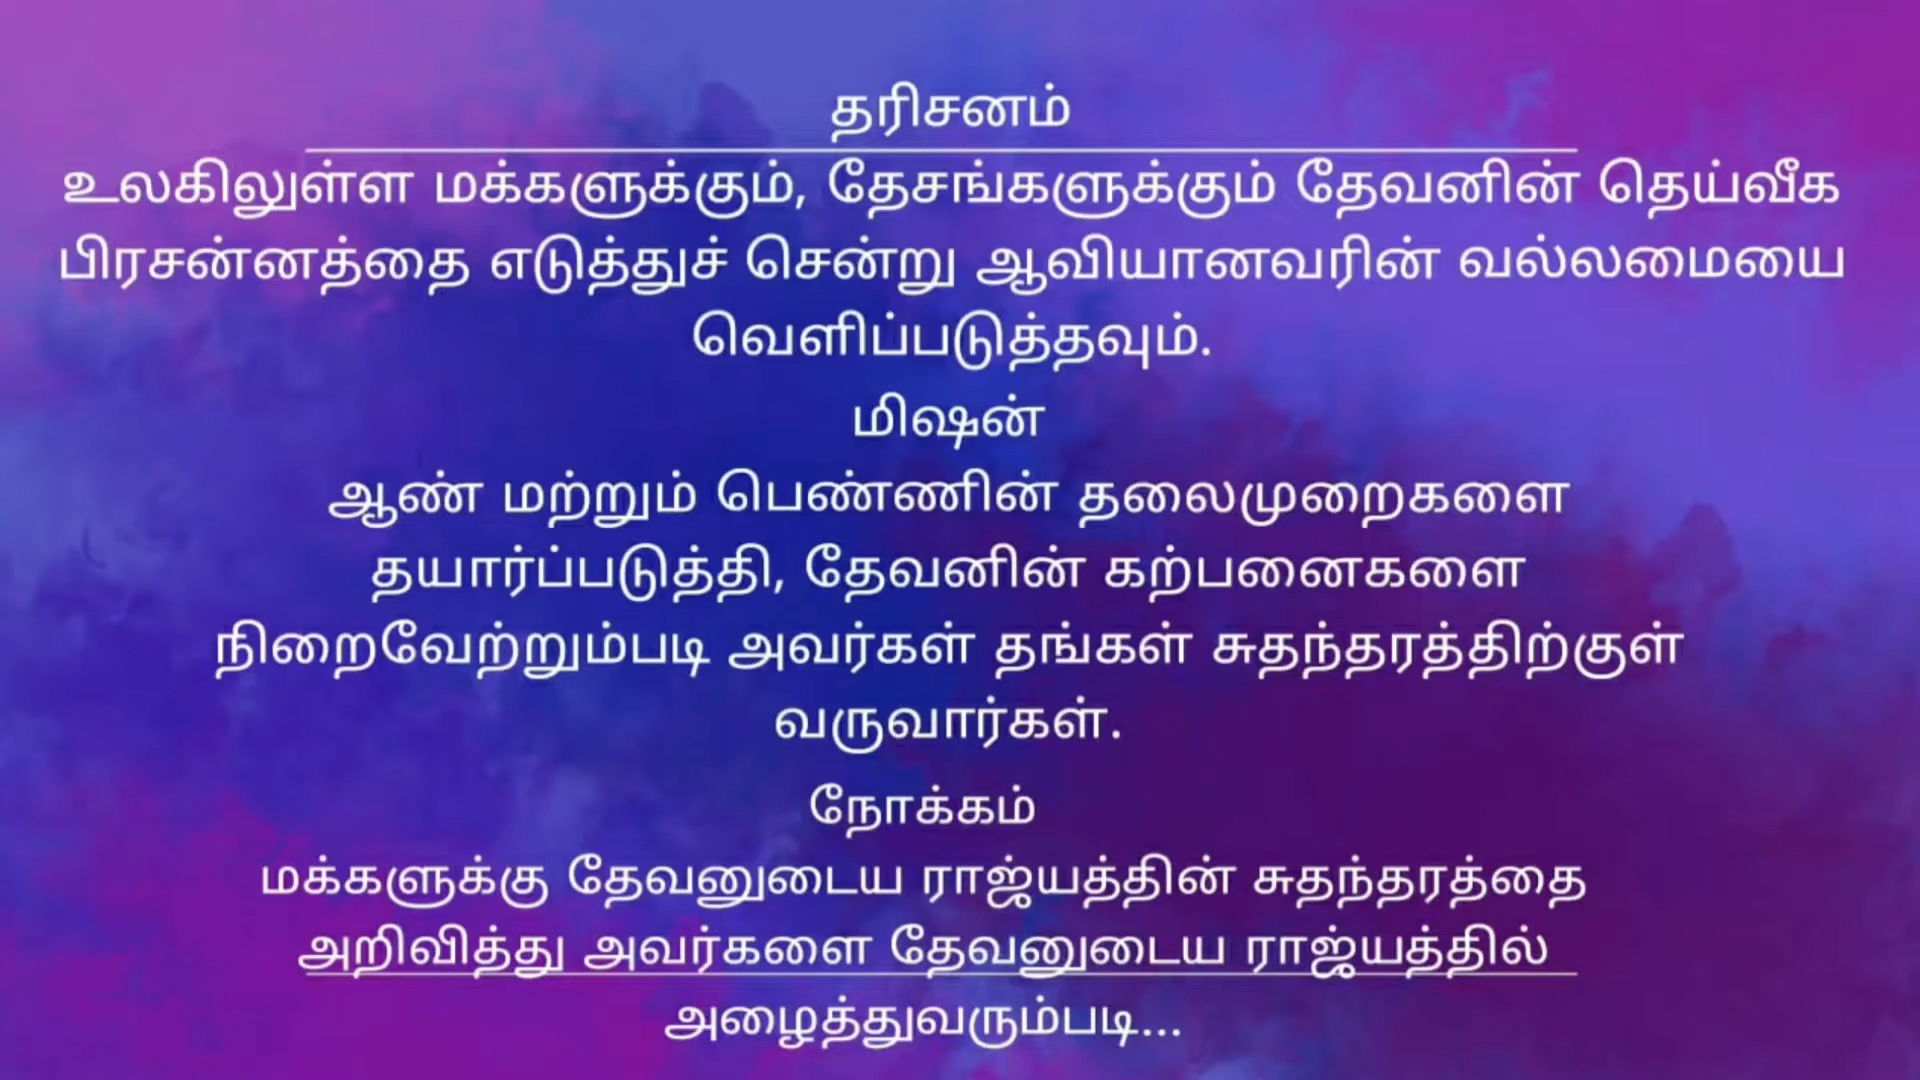 தரிசனம்
உலகிலுள்ள மக்களுக்கும், தேசங்களுக்கும் தேவனின் தெய்வீக
பிரசன்னத்தை எடுத்துச் சென்று ஆவியானவரின் வல்லமையை
வெளிப்படுத்தவும்.
மிஷன்
ஆண் மற்றும் பெண்ணின் தலைமுறைகளை
தயார்ப்படுத்தி, தேவனின் கற்பனைகளை
நிறைவேற்றும்படி அவர்கள் தங்கள் சுதந்தரத்திற்குள்
வருவார்கள்.
நோக்கம்
மக்களுக்கு தேவனுடைய ராஜ்யத்தின் சுதந்தரத்தை
அறிவித்து அவர்களை தேவனுடைய ராஜ்யத்தில்
அழைத்துவரும்படி...